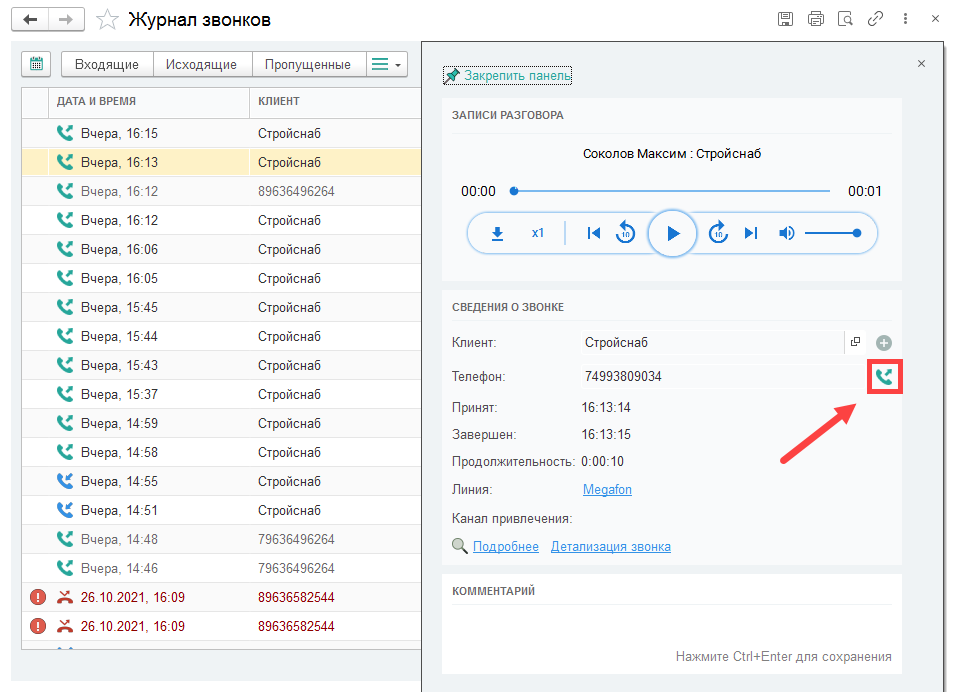 Журнал звонков
Входящие Исходящие Пропущенные
ДАТА И ВРЕМЯ КЛИЕНТ
Вчера, 16:15 Стройснаб
Вчера, 16:13 Стройснаб
Вчера, 16:12 89636496264
Вчера, 16:12 Стройснаб
Вчера, 16:06 Стройснаб
Вчера, 16:05 Стройснаб
Вчера, 15:45 Стройснаб
Вчера, 15:44 Стройснаб
Вчера, 15:43 Стройснаб
Вчера, 15:37 Стройснаб
Вчера, 14:59 Стройснаб
Вчера, 14:58 Стройснаб
Вчера, 14:55 Стройснаб
Вчера, 14:51 Стройснаб
Вчера, 14:48 79636496264
Вчера, 14:46 79636496264
26.10.2021, 16:09 89636582544
26.10.2021, 16:09 89636582544
Закрепить панель
ЗАПИСИ РАЗГОВОРА
Соколов Максим : Стройснаб
00:00 00:01
x1 10 10
СВЕДЕНИЯ О ЗВОНКЕ
Клиент: Стройснаб
Телефон: 74993809034
Принят: 16:13:14
Завершен: 16:13:15
Продолжительность: 0:00:10
Линия: Megafon
Канал привлечения:
Подробнее Детализация звонка
КОММЕНТАРИЙ
Нажмите Ctrl+Enter для сохранения